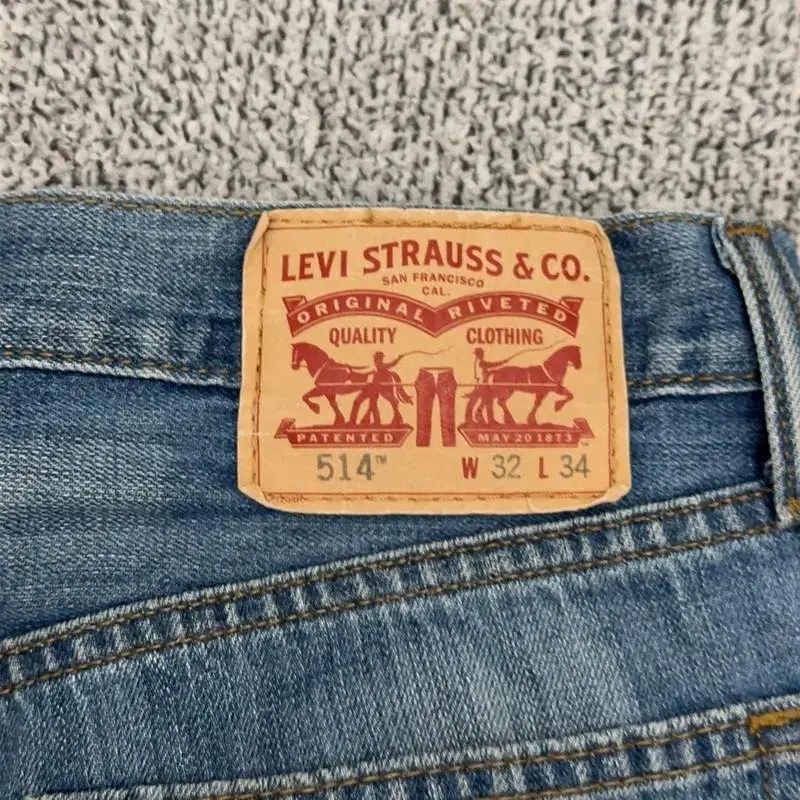 LEVI STRAUSS & CO.
SAN FRANCISCO
CAL.
ORIGINAL RIVETED
QUALITY CLOTHING
PATENTED MAY 20 1873
514™ W 32 L 34